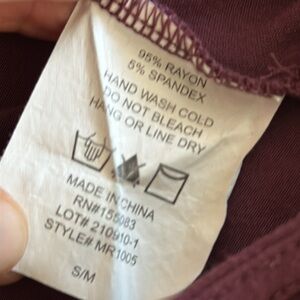 95% RAYON
5% SPANDEX
HAND WASH COLD
DO NOT BLEACH
HANG OR LINE DRY
MADE IN CHINA
RN#155083
LOT# 210910-1
STYLE# MR1005
S/M